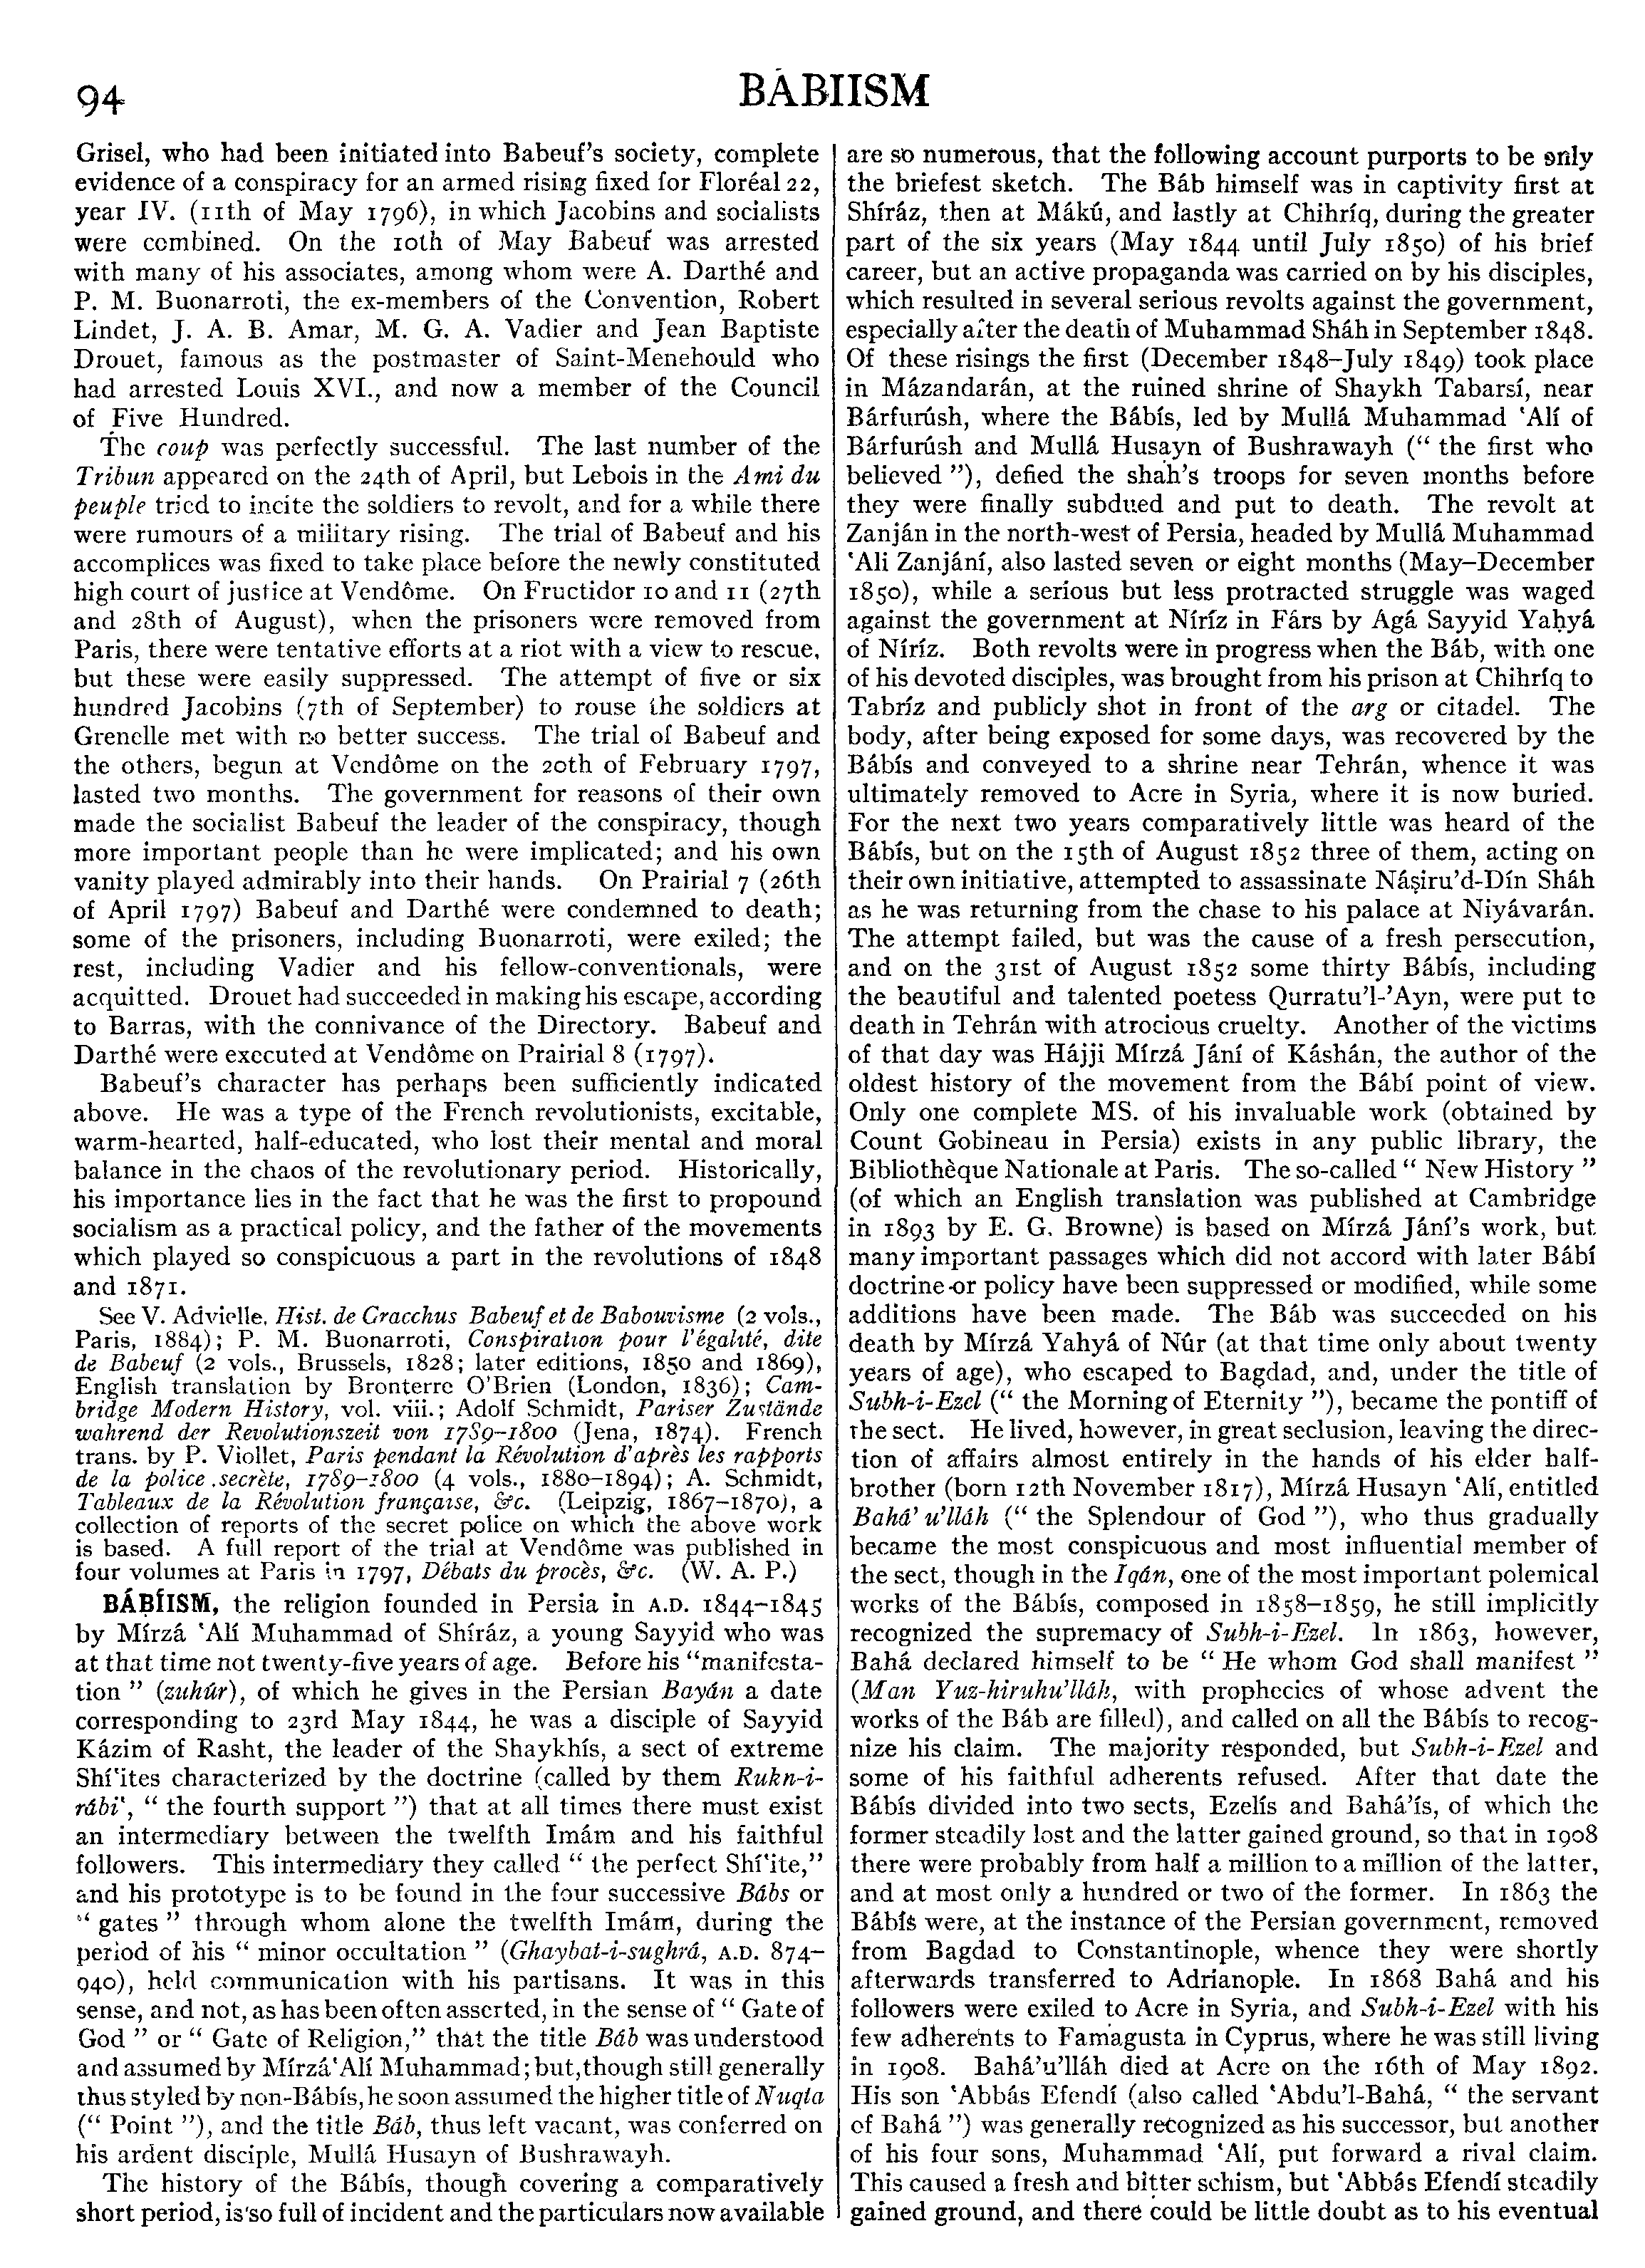 94
BÁBIISM
Grisel, who had been initiated into Babeuf's society, complete
evidence of a conspiracy for an armed rising fixed for Floréal 22,
year IV. (11th of May 1796), in which Jacobins and socialists
were combined. On the 10th of May Babeuf was arrested
with many of his associates, among whom were A. Darthé and
P. M. Buonarroti, the ex-members of the Convention, Robert
Lindet, J. A. B. Amar, M. G. A. Vadier and Jean Baptiste
Drouet, famous as the postmaster of Saint-Menehould who
had arrested Louis XVI., and now a member of the Council
of Five Hundred.
The coup was perfectly successful. The last number of the
Tribun appeared on the 24th of April, but Lebois in the Ami du
peuple tried to incite the soldiers to revolt, and for a while there
were rumours of a military rising. The trial of Babeuf and his
accomplices was fixed to take place before the newly constituted
high court of justice at Vendôme. On Fructidor 10 and 11 (27th
and 28th of August), when the prisoners were removed from
Paris, there were tentative efforts at a riot with a view to rescue,
but these were easily suppressed. The attempt of five or six
hundred Jacobins (7th of September) to rouse the soldiers at
Grenelle met with no better success. The trial of Babeuf and
the others, begun at Vendôme on the 20th of February 1797,
lasted two months. The government for reasons of their own
made the socialist Babeuf the leader of the conspiracy, though
more important people than he were implicated; and his own
vanity played admirably into their hands. On Prairial 7 (26th
of April 1797) Babeuf and Darthé were condemned to death;
some of the prisoners, including Buonarroti, were exiled; the
rest, including Vadier and his fellow-conventionals, were
acquitted. Drouet had succeeded in making his escape, according
to Barras, with the connivance of the Directory. Babeuf and
Darthé were executed at Vendôme on Prairial 8 (1797).
Babeuf's character has perhaps been sufficiently indicated
above. He was a type of the French revolutionists, excitable,
warm-hearted, half-educated, who lost their mental and moral
balance in the chaos of the revolutionary period. Historically,
his importance lies in the fact that he was the first to propound
socialism as a practical policy, and the father of the movements
which played so conspicuous a part in the revolutions of 1848
and 1871.
See V. Advielle, Hist. de Gracchus Babeuf et de Babouvisme (2 vols.,
Paris, 1884); P. M. Buonarroti, Conspiration pour l'égalité, dite
de Babeuf (2 vols., Brussels, 1828; later editions, 1850 and 1869),
English translation by Bronterre O'Brien (London, 1836); Cam-
bridge Modern History, vol. viii.; Adolf Schmidt, Pariser Zustände
wahrend der Revolutionszeit von 1789–1800 (Jena, 1874). French
trans. by P. Viollet, Paris pendant la Révolution d'après les rapports
de la police secrète, 1789–1800 (4 vols., 1880–1894); A. Schmidt,
Tableaux de la Révolution française, &c. (Leipzig, 1867–1870), a
collection of reports of the secret police on which the above work
is based. A full report of the trial at Vendôme was published in
four volumes at Paris in 1797, Débats du procès, &c. (W. A. P.)
BÁBÍISM, the religion founded in Persia in A.D. 1844–1845
by Mírzá ‘Alí Muhammad of Shíráz, a young Sayyid who was
at that time not twenty-five years of age. Before his "manifesta-
tion" (zuhúr), of which he gives in the Persian Bayán a date
corresponding to 23rd May 1844, he was a disciple of Sayyid
Kázim of Rasht, the leader of the Shaykhís, a sect of extreme
Shí‘ites characterized by the doctrine (called by them Rukn-i-
rábi‘, " the fourth support ") that at all times there must exist
an intermediary between the twelfth Imám and his faithful
followers. This intermediary they called " the perfect Shí‘ite,"
and his prototype is to be found in the four successive Bábs or
" gates " through whom alone the twelfth Imám, during the
period of his " minor occultation " (Ghaybat-i-sughrá, A.D. 874–
940), held communication with his partisans. It was in this
sense, and not, as has been often asserted, in the sense of " Gate of
God " or " Gate of Religion," that the title Báb was understood
and assumed by Mírzá ‘Alí Muhammad; but, though still generally
thus styled by non-Bábís, he soon assumed the higher title of Nuqta
(" Point "), and the title Báb, thus left vacant, was conferred on
his ardent disciple, Mullá Husayn of Bushrawayh.
The history of the Bábís, though covering a comparatively
short period, is so full of incident and the particulars now available
are so numerous, that the following account purports to be only
the briefest sketch. The Báb himself was in captivity first at
Shíráz, then at Mákú, and lastly at Chihríq, during the greater
part of the six years (May 1844 until July 1850) of his brief
career, but an active propaganda was carried on by his disciples,
which resulted in several serious revolts against the government,
especially after the death of Muhammad Sháh in September 1848.
Of these risings the first (December 1848–July 1849) took place
in Mázandarán, at the ruined shrine of Shaykh Tabarsí, near
Bárfurúsh, where the Bábís, led by Mullá Muhammad ‘Alí of
Bárfurúsh and Mullá Husayn of Bushrawayh (" the first who
believed "), defied the shah's troops for seven months before
they were finally subdued and put to death. The revolt at
Zanján in the north-west of Persia, headed by Mullá Muhammad
‘Ali Zanjání, also lasted seven or eight months (May–December
1850), while a serious but less protracted struggle was waged
against the government at Níríz in Fárs by Agá Sayyid Yaḥyá
of Níríz. Both revolts were in progress when the Báb, with one
of his devoted disciples, was brought from his prison at Chihríq to
Tabríz and publicly shot in front of the arg or citadel. The
body, after being exposed for some days, was recovered by the
Bábís and conveyed to a shrine near Tehrán, whence it was
ultimately removed to Acre in Syria, where it is now buried.
For the next two years comparatively little was heard of the
Bábís, but on the 15th of August 1852 three of them, acting on
their own initiative, attempted to assassinate Náṣiru'd-Dín Sháh
as he was returning from the chase to his palace at Niyávarán.
The attempt failed, but was the cause of a fresh persecution,
and on the 31st of August 1852 some thirty Bábís, including
the beautiful and talented poetess Qurratu'l-'Ayn, were put to
death in Tehrán with atrocious cruelty. Another of the victims
of that day was Hájji Mírzá Jání of Káshán, the author of the
oldest history of the movement from the Bábí point of view.
Only one complete MS. of his invaluable work (obtained by
Count Gobineau in Persia) exists in any public library, the
Bibliothèque Nationale at Paris. The so-called " New History "
(of which an English translation was published at Cambridge
in 1893 by E. G. Browne) is based on Mírzá Jání's work, but
many important passages which did not accord with later Bábí
doctrine or policy have been suppressed or modified, while some
additions have been made. The Báb was succeeded on his
death by Mírzá Yahyá of Núr (at that time only about twenty
years of age), who escaped to Bagdad, and, under the title of
Subh-i-Ezel (" the Morning of Eternity "), became the pontiff of
the sect. He lived, however, in great seclusion, leaving the direc-
tion of affairs almost entirely in the hands of his elder half-
brother (born 12th November 1817), Mírzá Husayn ‘Alí, entitled
Bahá' u'lláh (" the Splendour of God "), who thus gradually
became the most conspicuous and most influential member of
the sect, though in the Iqán, one of the most important polemical
works of the Bábís, composed in 1858–1859, he still implicitly
recognized the supremacy of Subh-i-Ezel. In 1863, however,
Bahá declared himself to be " He whom God shall manifest "
(Man Yuz-hiruhu'lláh, with prophecies of whose advent the
works of the Báb are filled), and called on all the Bábís to recog-
nize his claim. The majority responded, but Subh-i-Ezel and
some of his faithful adherents refused. After that date the
Bábís divided into two sects, Ezelís and Bahá'ís, of which the
former steadily lost and the latter gained ground, so that in 1908
there were probably from half a million to a million of the latter,
and at most only a hundred or two of the former. In 1863 the
Bábís were, at the instance of the Persian government, removed
from Bagdad to Constantinople, whence they were shortly
afterwards transferred to Adrianople. In 1868 Bahá and his
followers were exiled to Acre in Syria, and Subh-i-Ezel with his
few adherents to Famagusta in Cyprus, where he was still living
in 1908. Bahá'u'lláh died at Acre on the 16th of May 1892.
His son ‘Abbás Efendí (also called ‘Abdu'l-Bahá, " the servant
of Bahá ") was generally recognized as his successor, but another
of his four sons, Muhammad ‘Alí, put forward a rival claim.
This caused a fresh and bitter schism, but ‘Abbás Efendí steadily
gained ground, and there could be little doubt as to his eventual